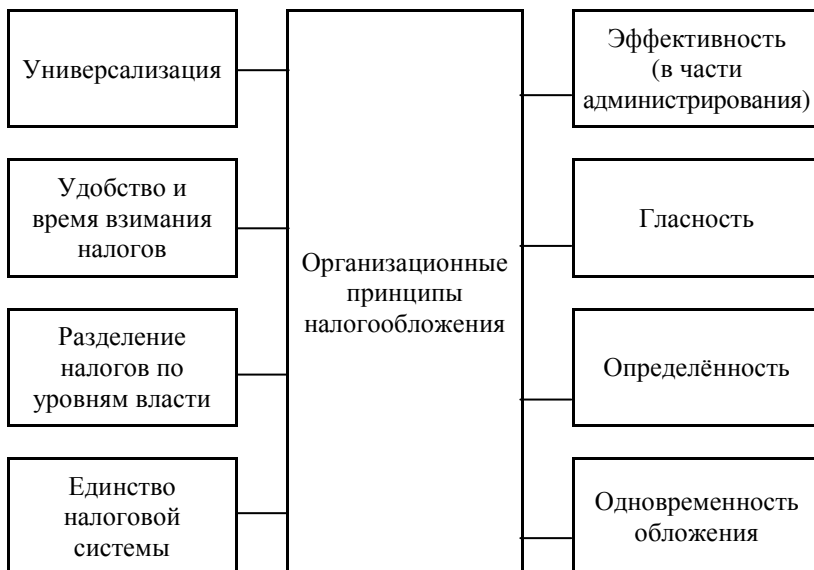 Универсализация
Удобство и
время взимания
налогов
Разделение
налогов по
уровням власти
Единство
налоговой
системы
Организационные
принципы
налогообложения
Эффективность
(в части
администрирования)
Гласность
Определённость
Одновременность
обложения